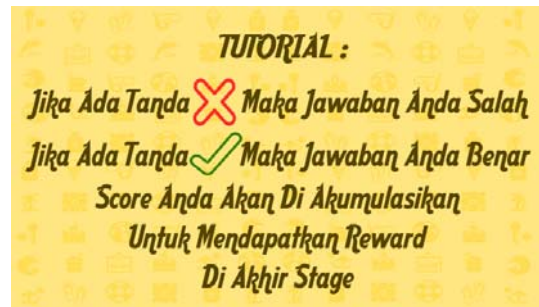 TUTORIAL :
Jika Ada Tanda Maka Jawaban Anda Salah
Jika Ada Tanda Maka Jawaban Anda Benar
Score Anda Akan Di Akumulasikan
Untuk Mendapatkan Reward
Di Akhir Stage